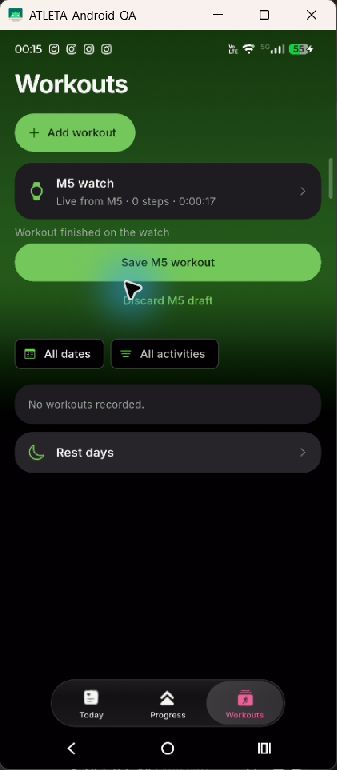 ATLETA Android QA
00:15
Workouts
+ Add workout
M5 watch
Live from M5 · 0 steps · 0:00:17
Workout finished on the watch
Save M5 workout
Discard M5 draft
All dates
All activities
No workouts recorded.
Rest days
Today
Progress
Workouts